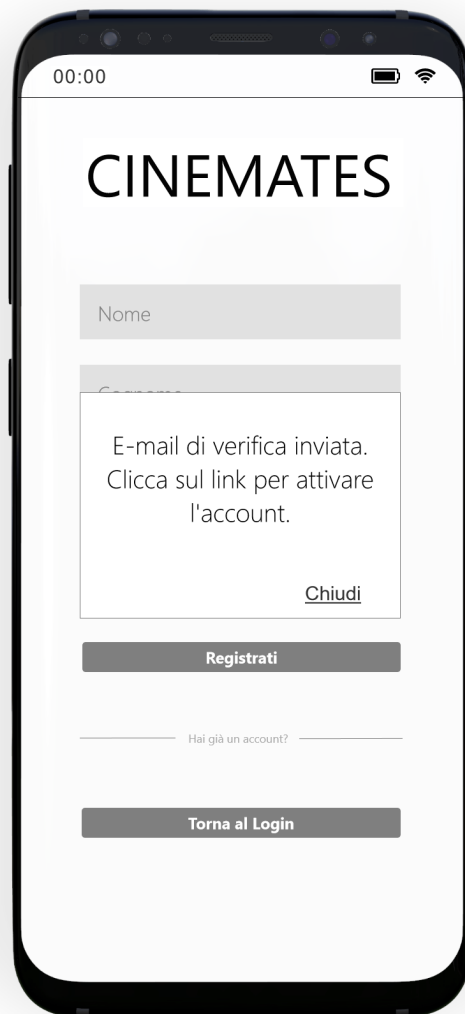 00:00
CINEMATES
Nome
Cognome
E-mail di verifica inviata.
Clicca sul link per attivare
l'account.
Chiudi
Registrati
Hai già un account?
Torna al Login